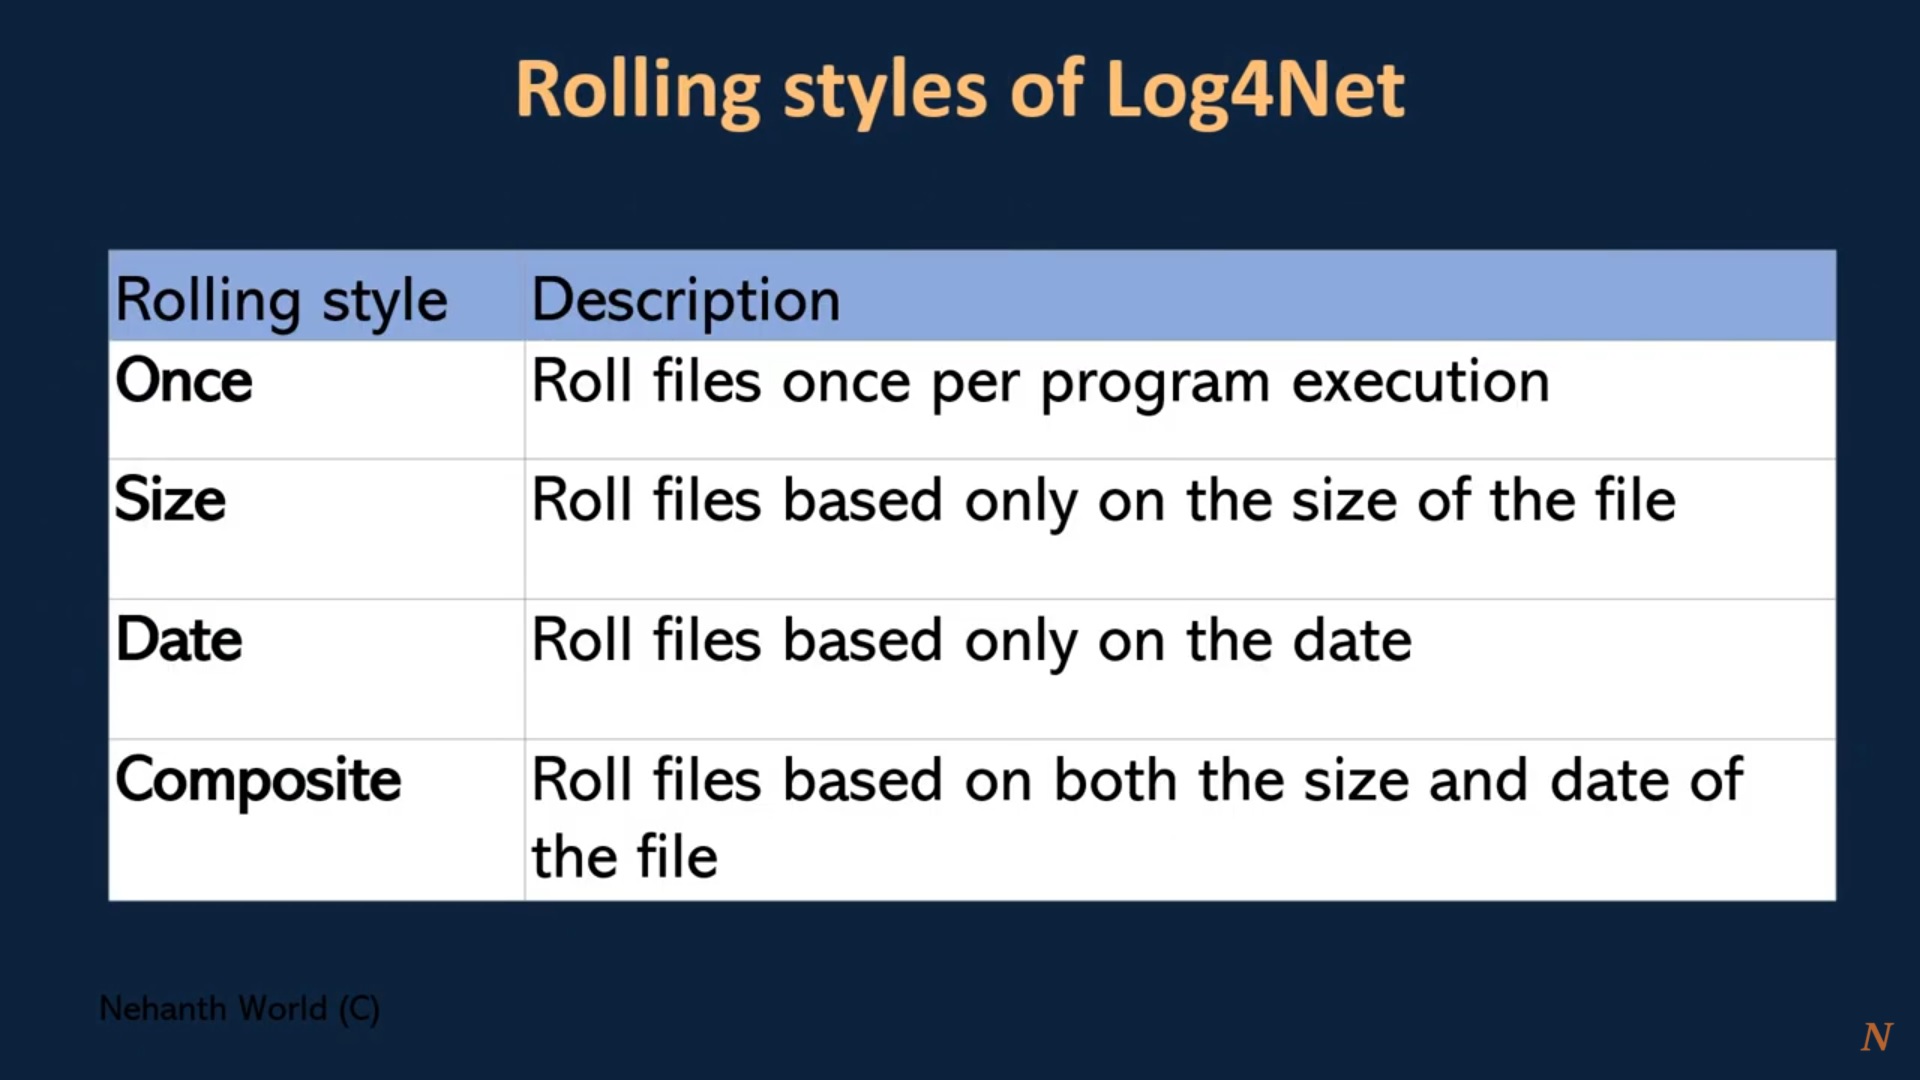 Rolling styles of Log4Net
Rolling style Description
Once Roll files once per program execution
Size Roll files based only on the size of the file
Date Roll files based only on the date
Composite Roll files based on both the size and date of
the file
Nehanth World (C)
N